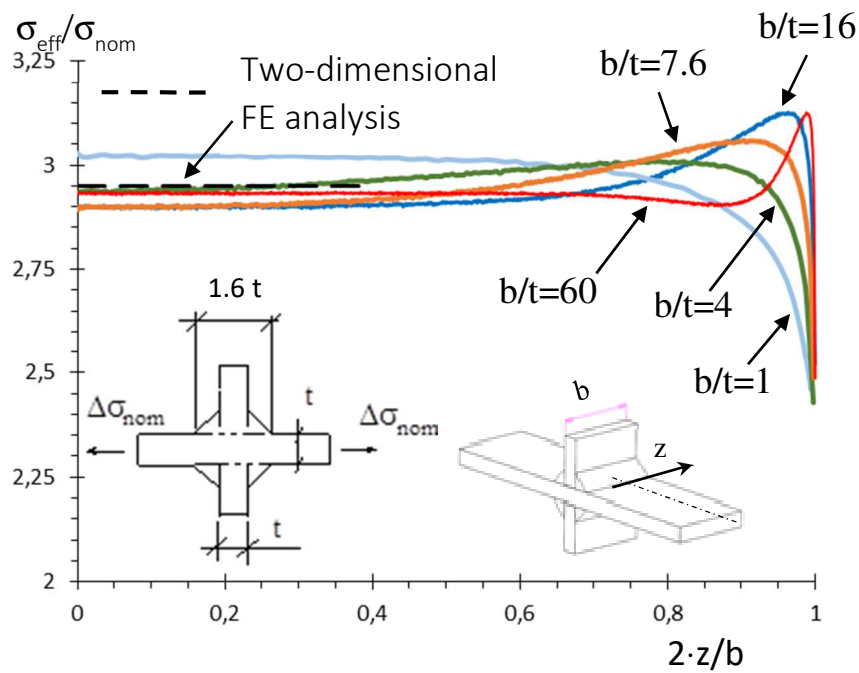 σeff/σnom
b/t=16
3,25
Two-dimensional
FE analysis
b/t=7.6
3
2,75
1.6 t
b/t=60
b/t=4
2,5
b/t=1
Δσnom
t
Δσnom
b
z
2,25
t
2
0
0,2
0,4
0,6
0,8
1
2·z/b